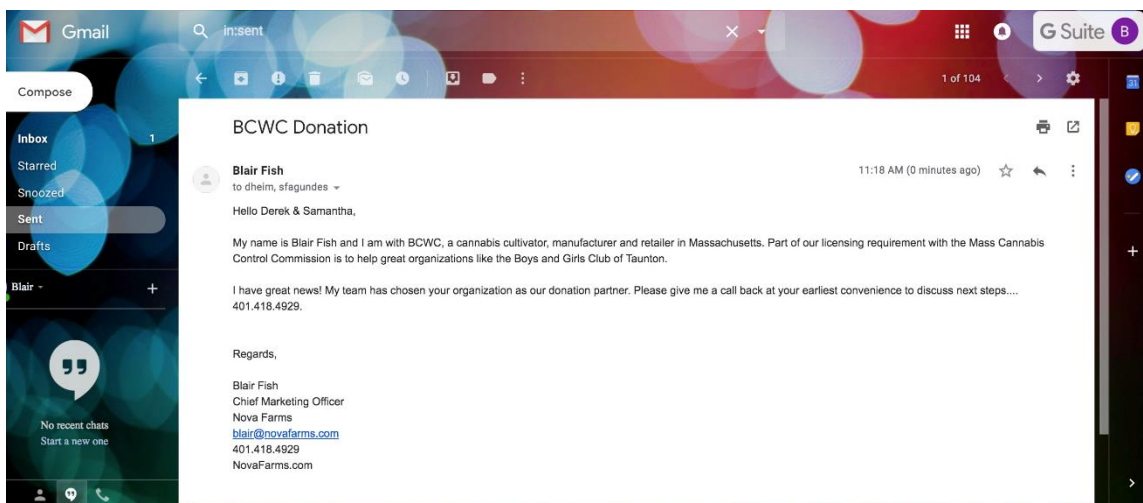 Gmail
in:sent
G Suite
B
Compose
1 of 104
31
Inbox 1
Starred
Snoozed
Sent
Drafts
Blair
No recent chats
Start a new one
BCWC Donation
Blair Fish
11:18 AM (0 minutes ago)
to dheim, sfagundes
Hello Derek & Samantha,
My name is Blair Fish and I am with BCWC, a cannabis cultivator, manufacturer and retailer in Massachusetts. Part of our licensing requirement with the Mass Cannabis
Control Commission is to help great organizations like the Boys and Girls Club of Taunton.
I have great news! My team has chosen your organization as our donation partner. Please give me a call back at your earliest convenience to discuss next steps....
401.418.4929.
Regards,
Blair Fish
Chief Marketing Officer
Nova Farms
blair@novafarms.com
401.418.4929
NovaFarms.com